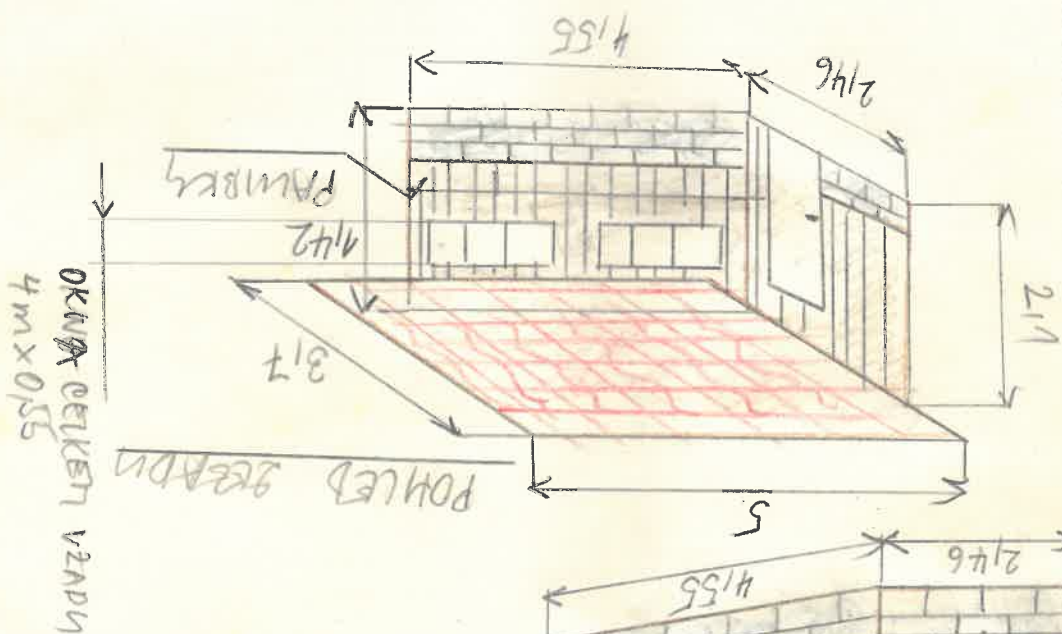 2,46
4,55
5
POHLED ZEZADU
3,7
2,1
1,42
PALUBKY
2,46
4,55
OKNA CELKEM VZADU
4m x 0,55